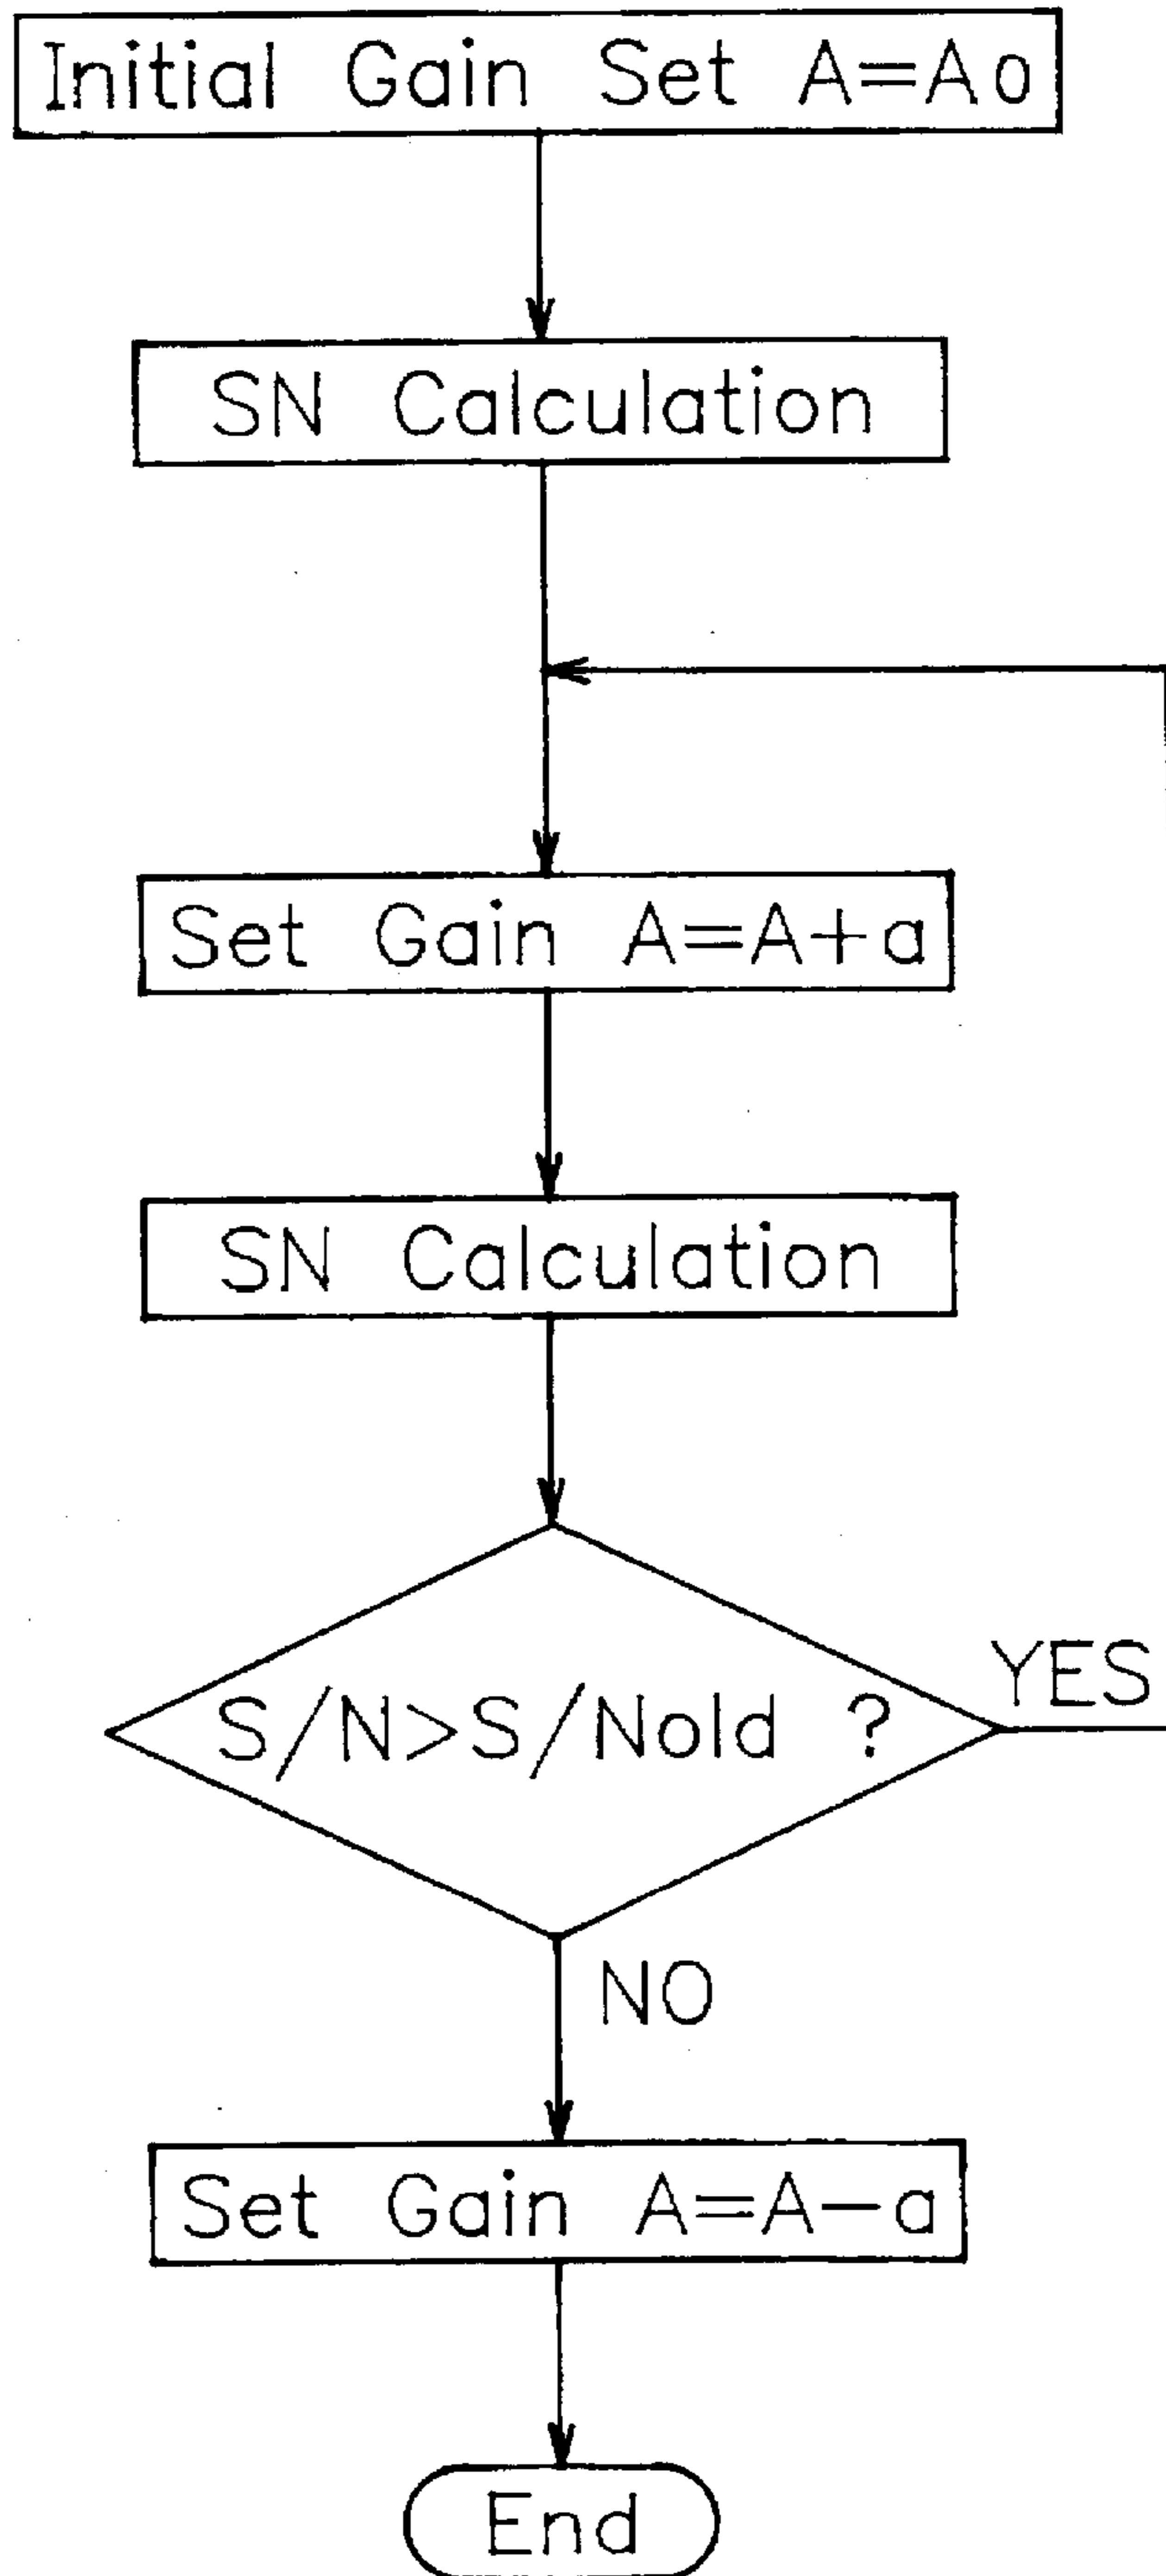 Initial Gain Set A=Ao
SN Calculation
Set Gain A=A+a
SN Calculation
S/N>S/Nold ?
YES
NO
Set Gain A=A-a
End